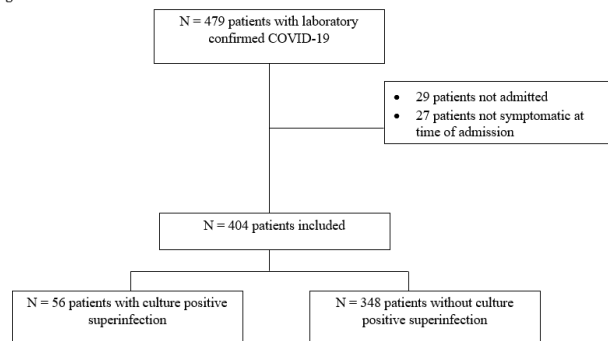 N = 479 patients with laboratory
confirmed COVID-19
• 29 patients not admitted
• 27 patients not symptomatic at
time of admission
N = 404 patients included
N = 56 patients with culture positive
superinfection
N = 348 patients without culture
positive superinfection